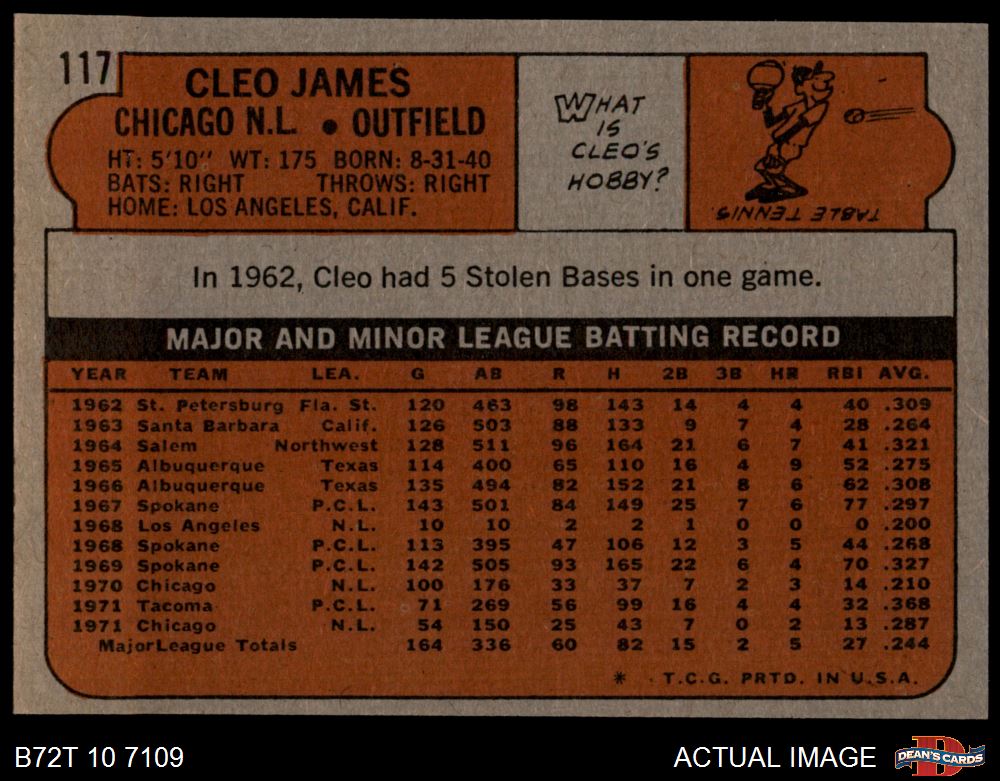 117
CLEO JAMES
CHICAGO N.L. • OUTFIELD
HT: 5'10" WT: 175 BORN: 8-31-40
BATS: RIGHT THROWS: RIGHT
HOME: LOS ANGELES, CALIF.
WHAT
IS
CLEO'S
HOBBY?
TABLE TENNIS.
In 1962, Cleo had 5 Stolen Bases in one game.
MAJOR AND MINOR LEAGUE BATTING RECORD
YEAR TEAM LEA. G AB R H 2B 3B HR RBI AVG.
1962 St. Petersburg Fla. St. 120 463 98 143 14 4 4 40 .309
1963 Santa Barbara Calif. 126 503 88 133 9 7 4 28 .264
1964 Salem Northwest 128 511 96 164 21 6 7 41 .321
1965 Albuquerque Texas 114 400 65 110 16 4 9 52 .275
1966 Albuquerque Texas 135 494 82 152 21 8 6 62 .308
1967 Spokane P.C.L. 143 501 84 149 25 7 6 77 .297
1968 Los Angeles N.L. 10 10 2 2 1 0 0 0 .200
1968 Spokane P.C.L. 113 395 47 106 12 3 5 44 .268
1969 Spokane P.C.L. 142 505 93 165 22 6 4 70 .327
1970 Chicago N.L. 100 176 33 37 7 2 3 14 .210
1971 Tacoma P.C.L. 71 269 56 99 16 4 4 32 .368
1971 Chicago N.L. 54 150 25 43 7 0 2 13 .287
Major League Totals 164 336 60 82 15 2 5 27 .244
* T.C.G. PRTD. IN U.S.A.
B72T 10 7109
ACTUAL IMAGE
D
DEAN'S CARDS